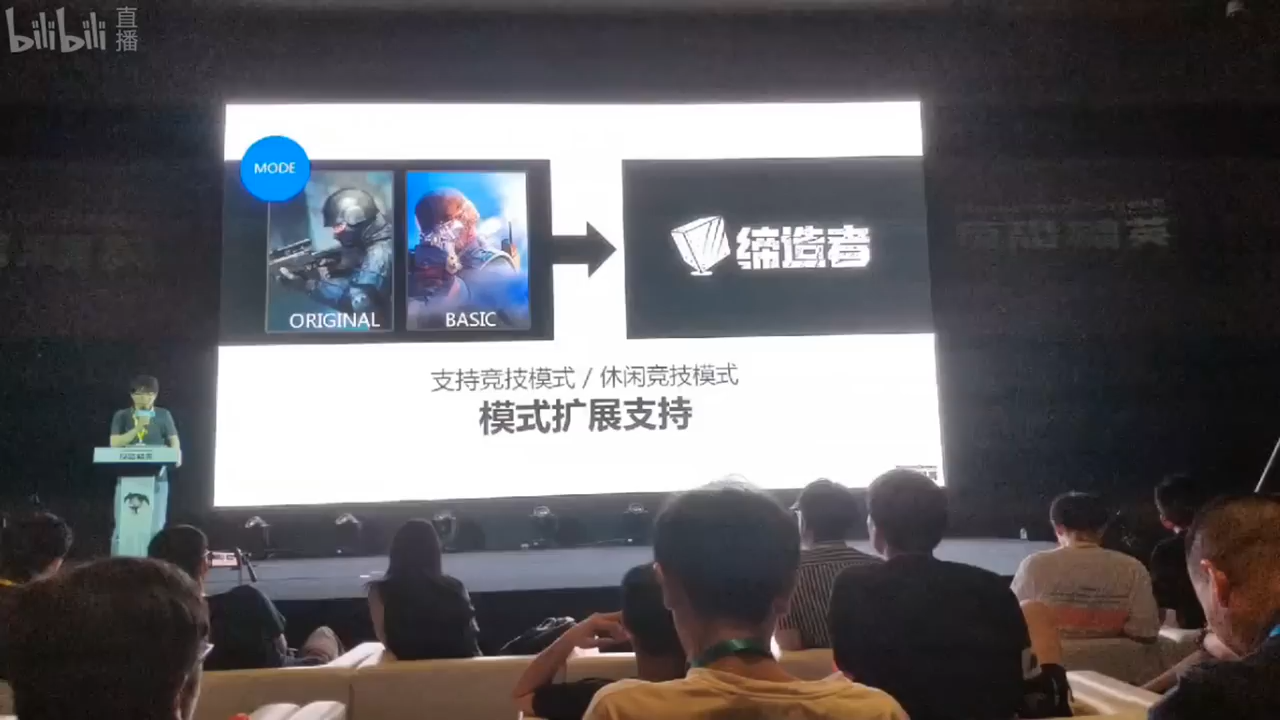 bilibili 直播
MODE
ORIGINAL
BASIC
缔造者
支持竞技模式 / 休闲竞技模式
模式扩展支持